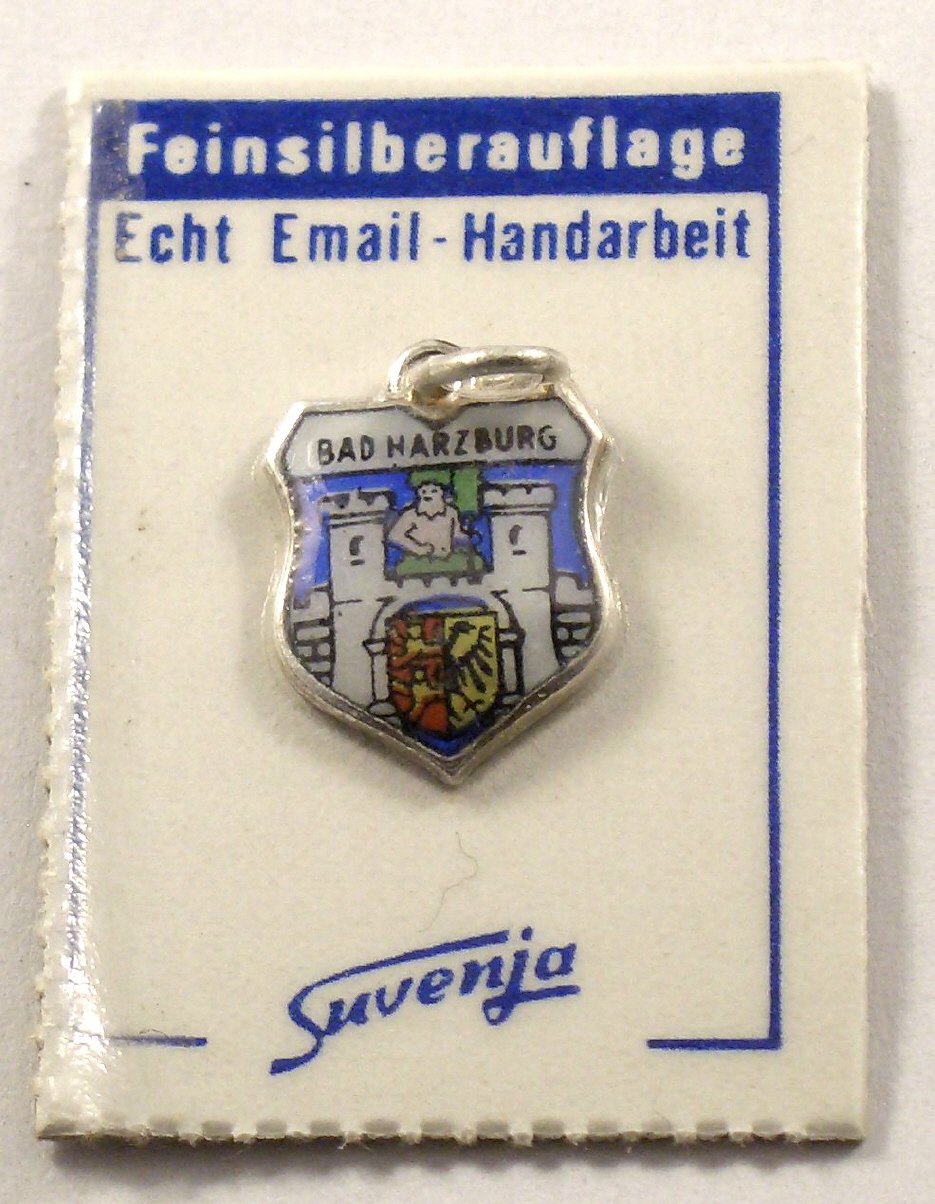 Feinsilberauflage
Echt Email - Handarbeit
BAD HARZBURG
Suvenja